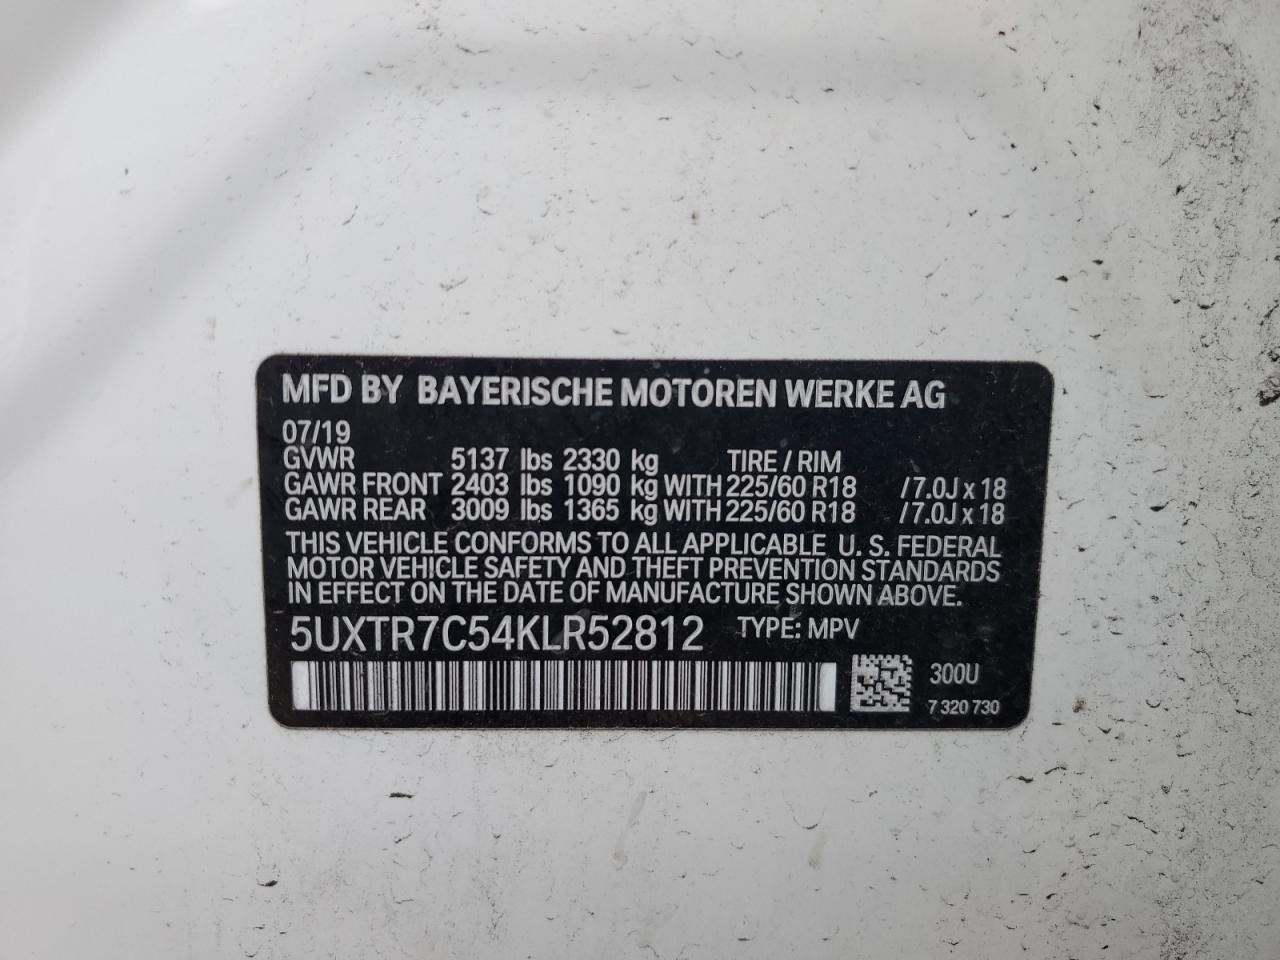 MFD BY BAYERISCHE MOTOREN WERKE AG
07/19
GVWR 5137 lbs 2330 kg TIRE / RIM
GAWR FRONT 2403 lbs 1090 kg WITH 225/60 R18 /7.0J x 18
GAWR REAR 3009 lbs 1365 kg WITH 225/60 R18 /7.0J x 18
THIS VEHICLE CONFORMS TO ALL APPLICABLE U. S. FEDERAL
MOTOR VEHICLE SAFETY AND THEFT PREVENTION STANDARDS
IN EFFECT ON THE DATE OF MANUFACTURE SHOWN ABOVE.
5UXTR7C54KLR52812 TYPE: MPV
300U
7 320 730